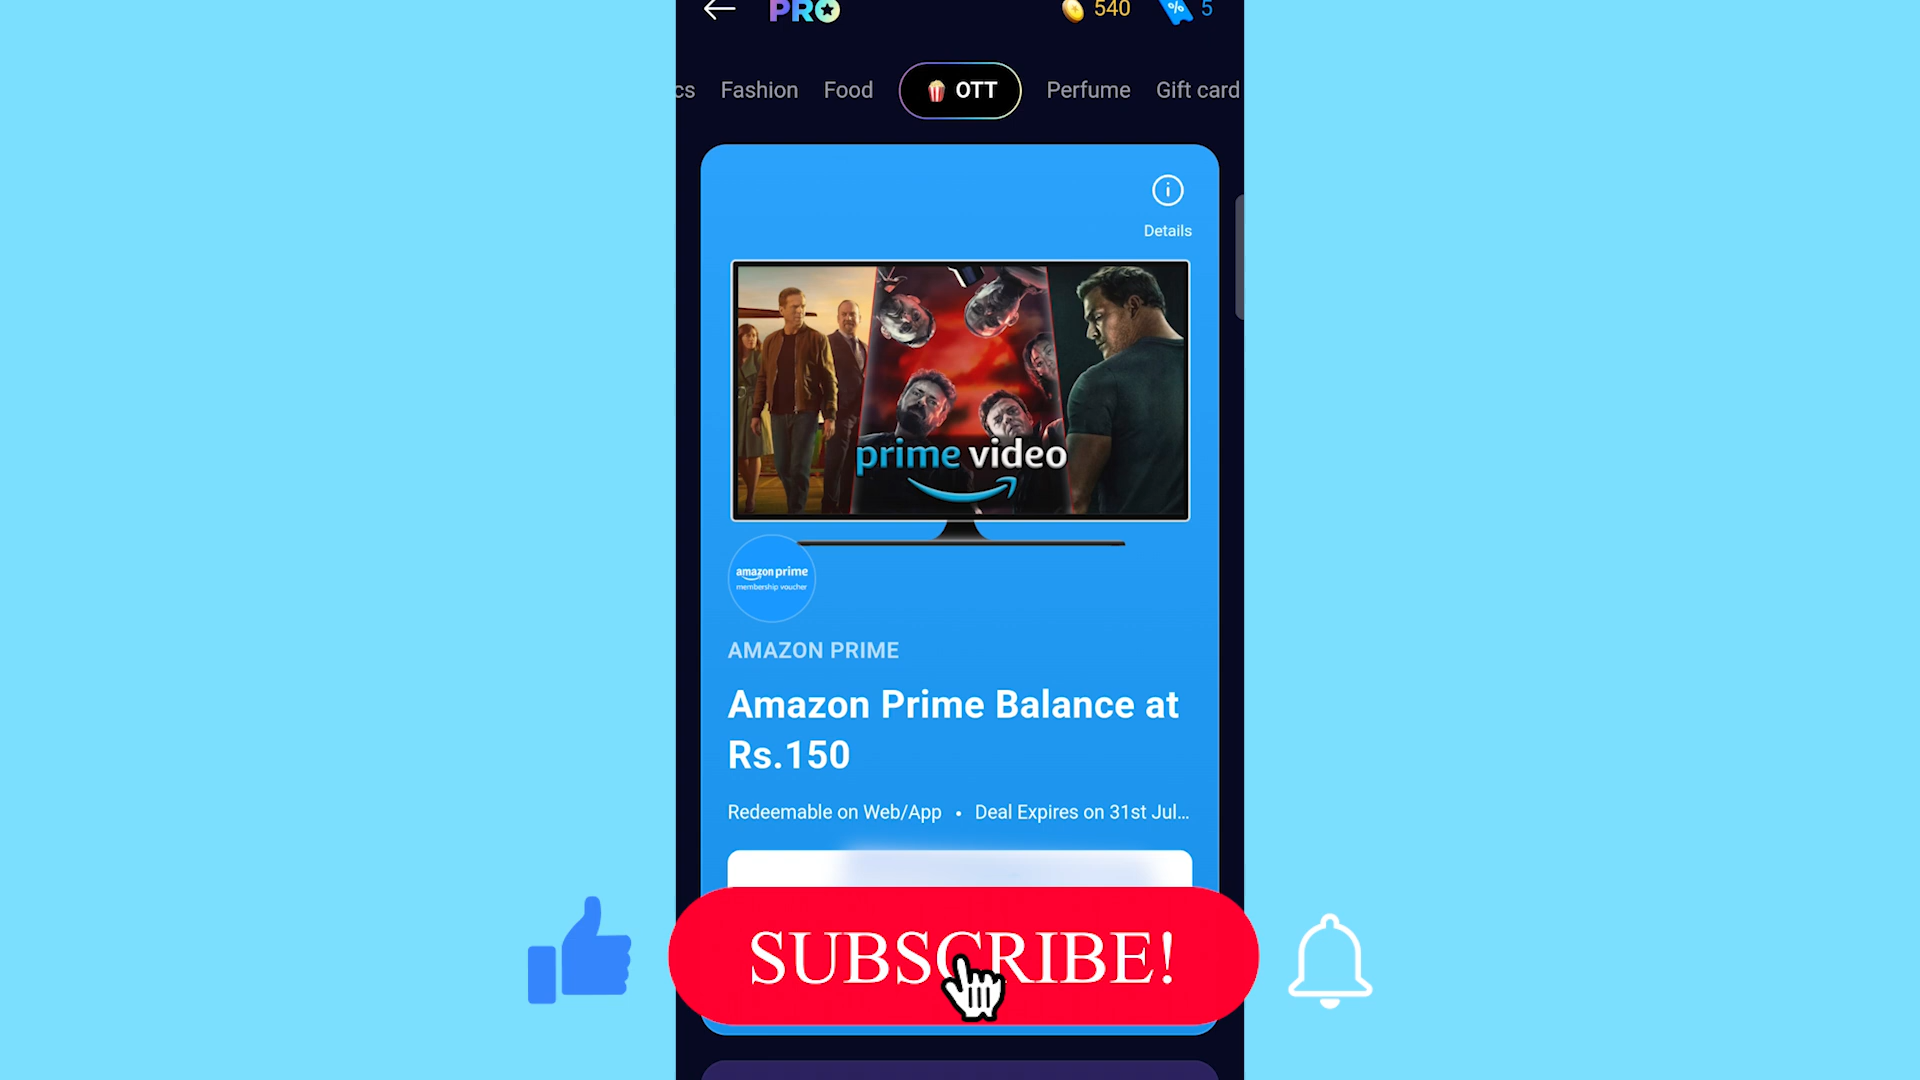 PRO
540
% 5
cs Fashion Food OTT Perfume Gift card
i
Details
prime video
amazon prime
membership voucher
AMAZON PRIME
Amazon Prime Balance at
Rs.150
Redeemable on Web/App • Deal Expires on 31st Jul...
SUBSCRIBE!